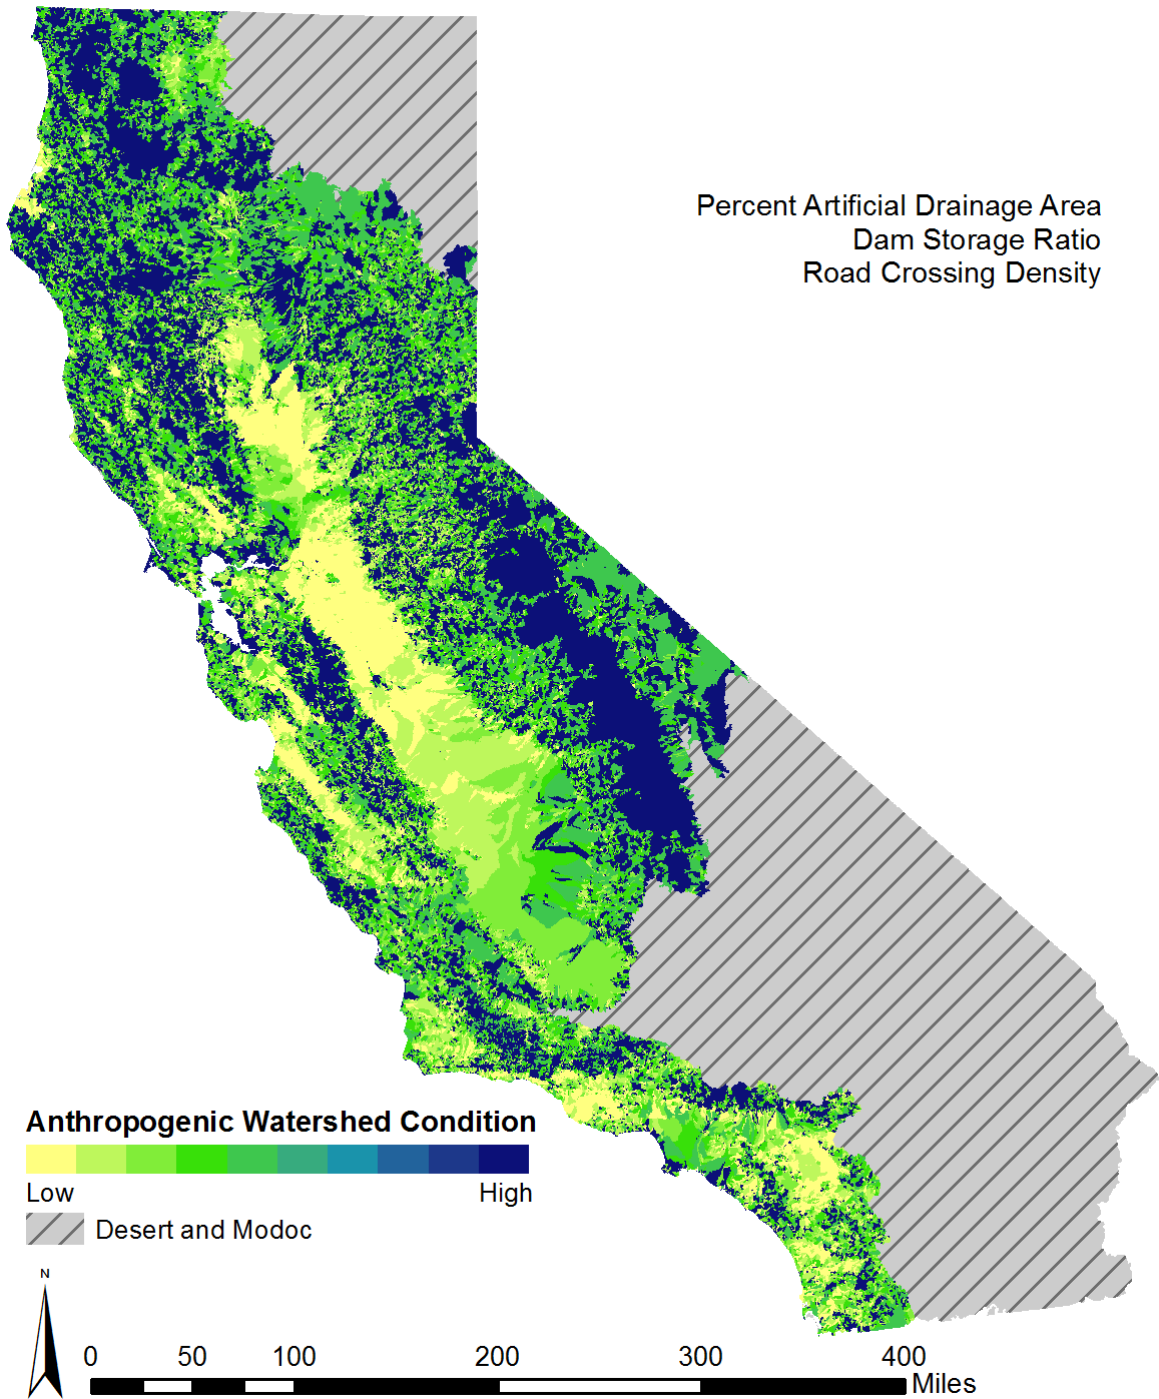 Percent Artificial Drainage Area
Dam Storage Ratio
Road Crossing Density
Anthropogenic Watershed Condition
Low High
Desert and Modoc
N
0 50 100 200 300 400
Miles